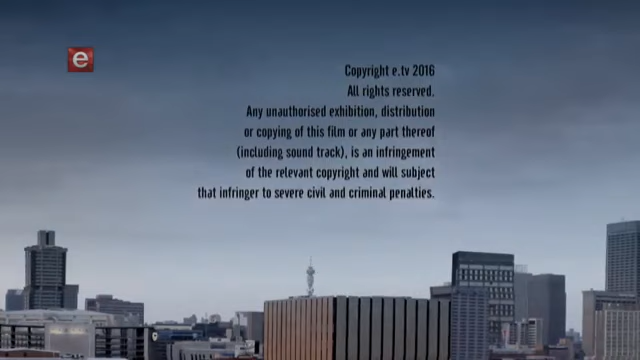 e
Copyright e.tv 2016
All rights reserved.
Any unauthorised exhibition, distribution
or copying of this film or any part thereof
(including sound track), is an infringement
of the relevant copyright and will subject
that infringer to severe civil and criminal penalties.